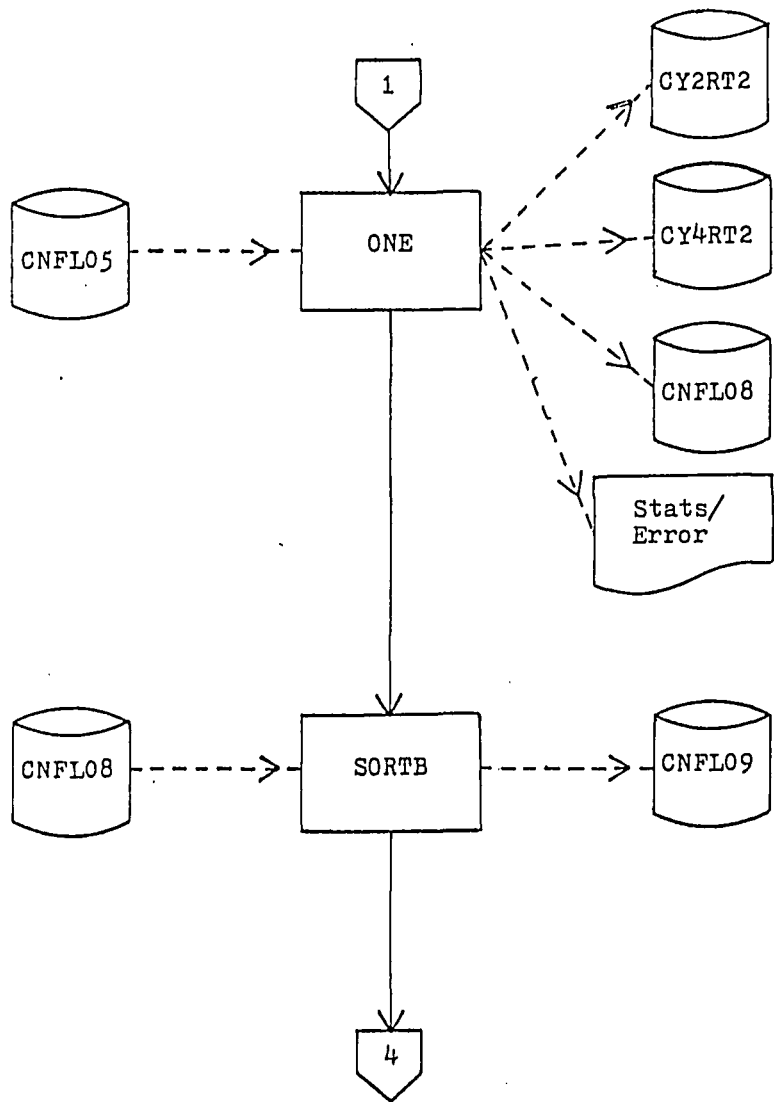 1
CY2RT2
CNFL05
ONE
CY4RT2
CNFL08
Stats/
Error
CNFL08
SORTB
CNFL09
4